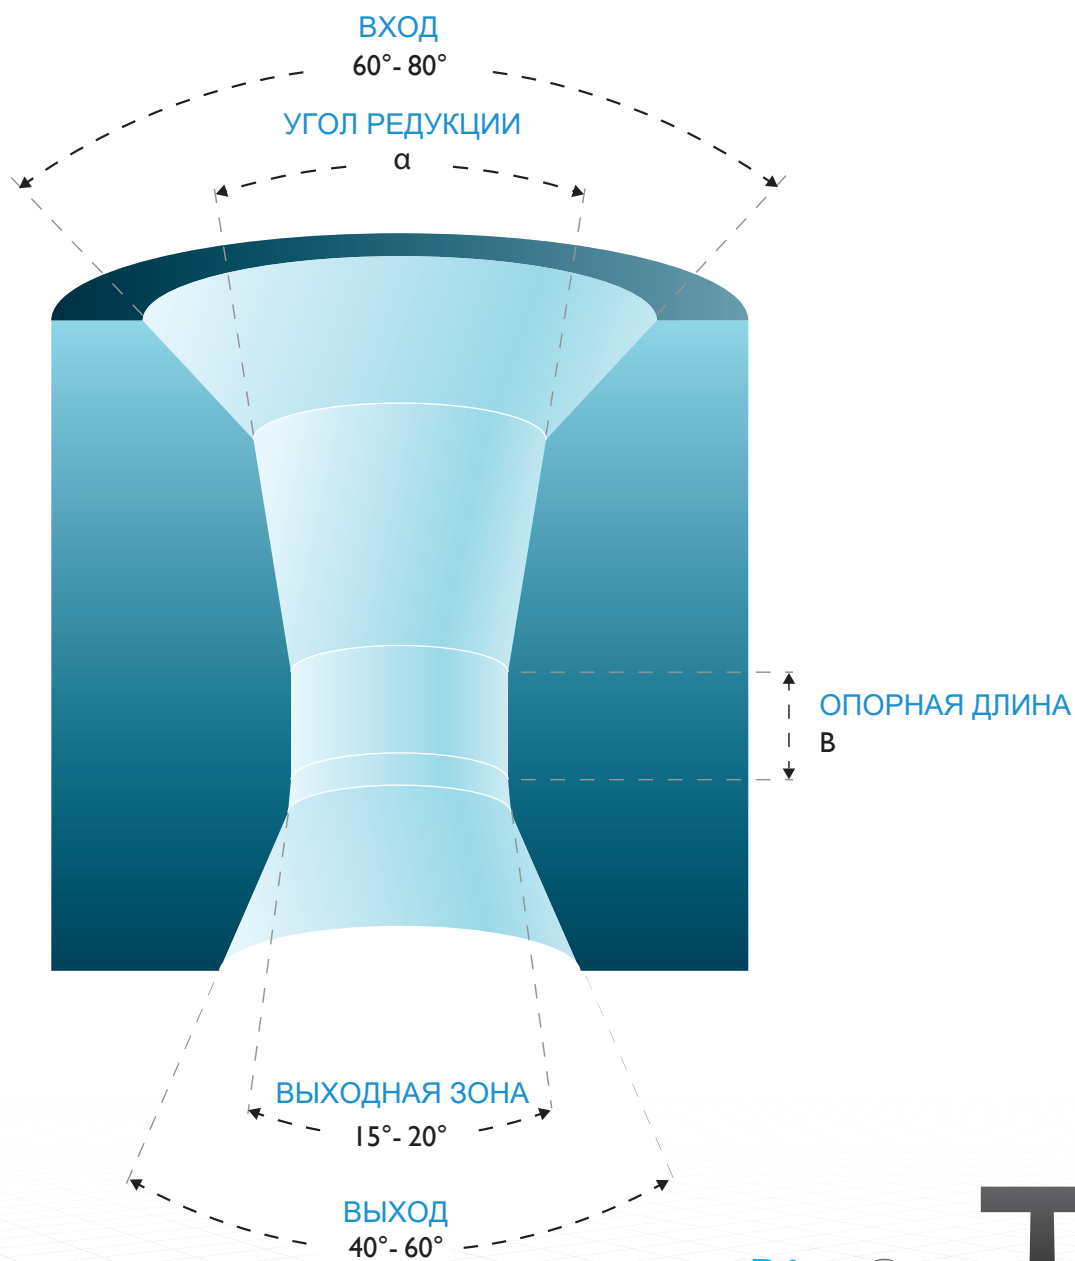 ВХОД
60°- 80°
УГОЛ РЕДУКЦИИ
α
ОПОРНАЯ ДЛИНА
B
ВЫХОДНАЯ ЗОНА
15°- 20°
ВЫХОД
40°- 60°
T